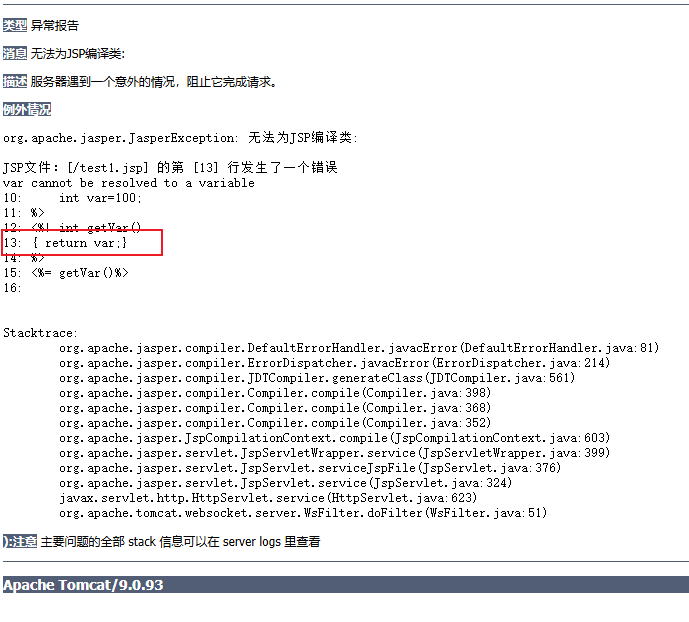 类型 异常报告
消息 无法为JSP编译类:
描述 服务器遇到一个意外的情况，阻止它完成请求。
例外情况
org.apache.jasper.JasperException: 无法为JSP编译类:
JSP文件：[/test1.jsp] 的第 [13] 行发生了一个错误
var cannot be resolved to a variable
10:     int var=100;
11: %>
12: <%! int getVar()
13: { return var;}
14: %>
15: <%= getVar()%>
16:
Stacktrace:
org.apache.jasper.compiler.DefaultErrorHandler.javacError(DefaultErrorHandler.java:81)
org.apache.jasper.compiler.ErrorDispatcher.javacError(ErrorDispatcher.java:214)
org.apache.jasper.compiler.JDTCompiler.generateClass(JDTCompiler.java:561)
org.apache.jasper.compiler.Compiler.compile(Compiler.java:398)
org.apache.jasper.compiler.Compiler.compile(Compiler.java:368)
org.apache.jasper.compiler.Compiler.compile(Compiler.java:352)
org.apache.jasper.JspCompilationContext.compile(JspCompilationContext.java:603)
org.apache.jasper.servlet.JspServletWrapper.service(JspServletWrapper.java:399)
org.apache.jasper.servlet.JspServlet.serviceJspFile(JspServlet.java:376)
org.apache.jasper.servlet.JspServlet.service(JspServlet.java:324)
javax.servlet.http.HttpServlet.service(HttpServlet.java:623)
org.apache.tomcat.websocket.server.WsFilter.doFilter(WsFilter.java:51)
):注意 主要问题的全部 stack 信息可以在 server logs 里查看
Apache Tomcat/9.0.93